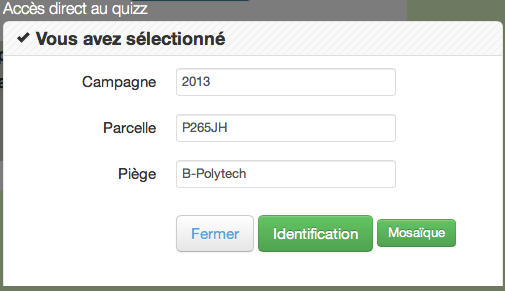 Accès direct au quizz
Vous avez sélectionné
Campagne 2013
Parcelle P265JH
Piège B-Polytech
Fermer Identification Mosaïque